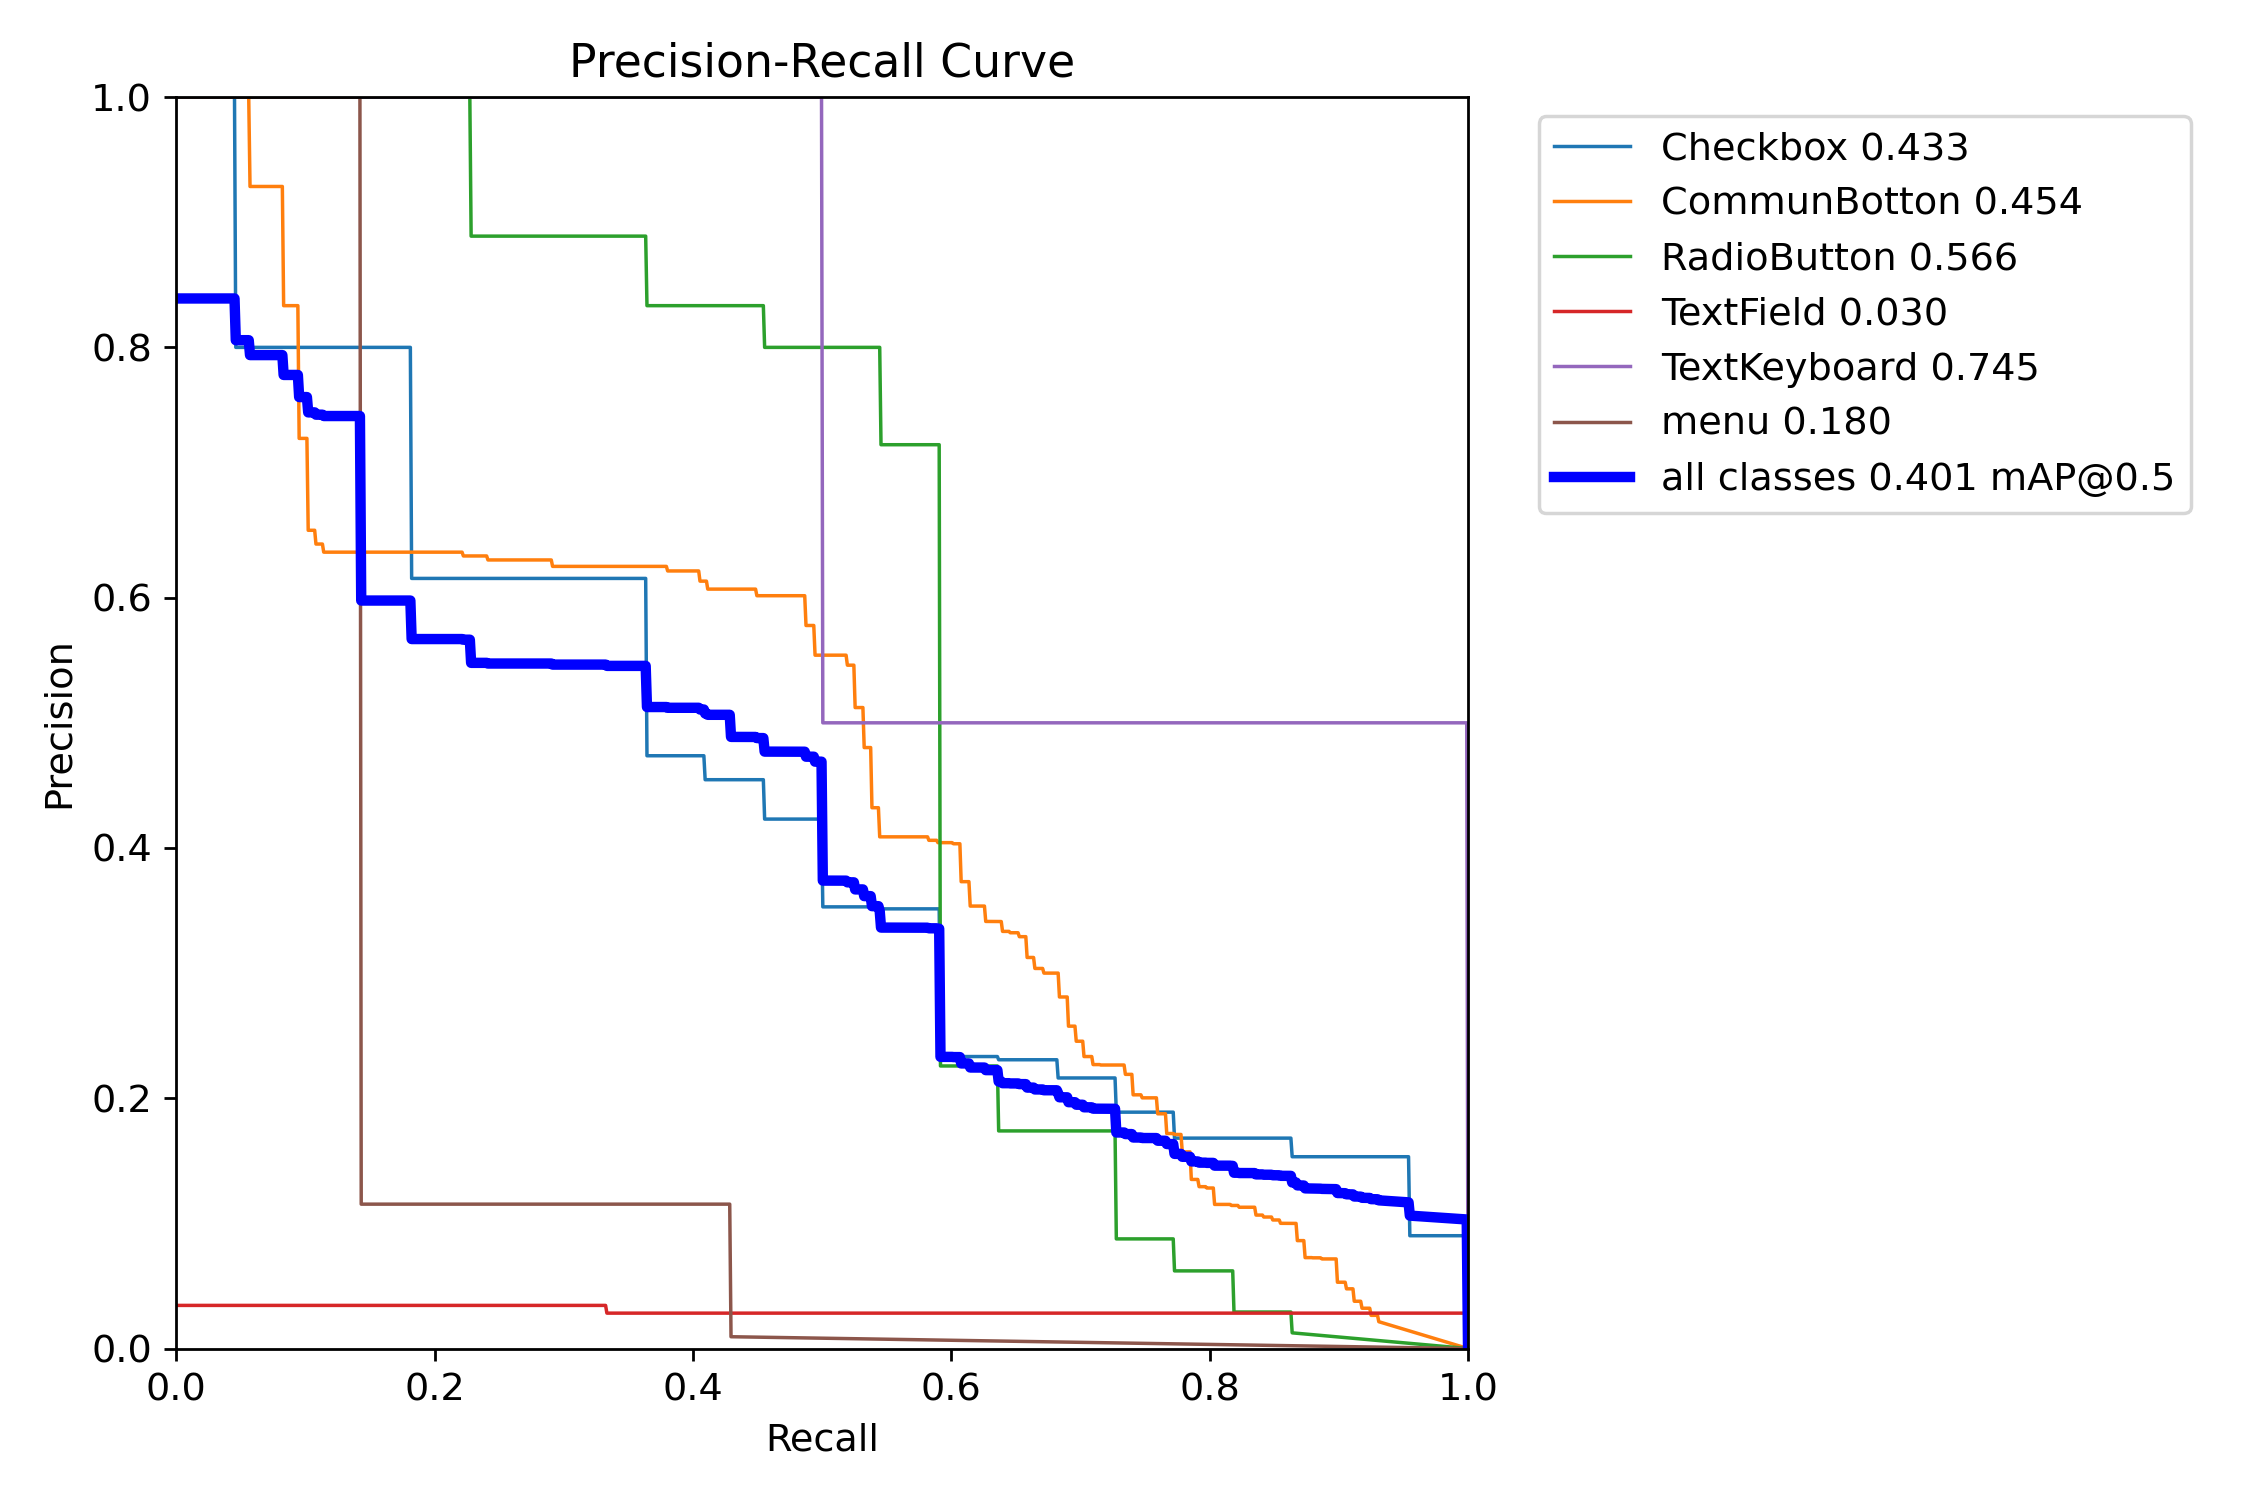 Precision-Recall Curve
1.0
0.8
0.6
0.4
0.2
0.0
Precision
0.0 0.2 0.4 0.6 0.8 1.0
Recall
Checkbox 0.433
CommunBotton 0.454
RadioButton 0.566
TextField 0.030
TextKeyboard 0.745
menu 0.180
all classes 0.401 mAP@0.5